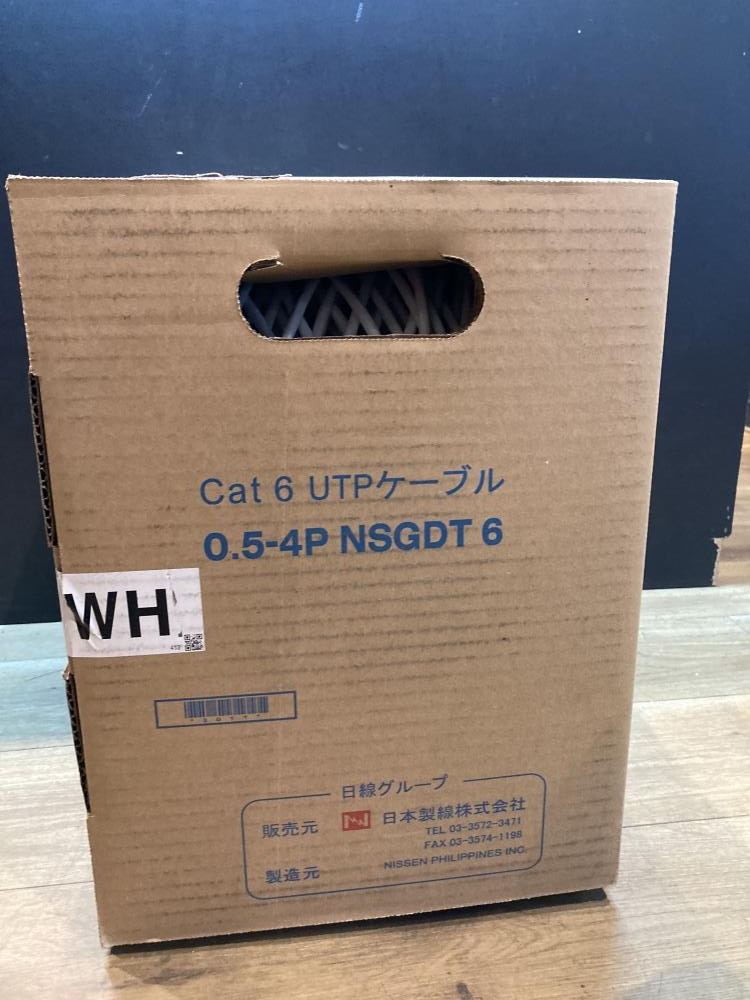 Cat 6 UTPケーブル
0.5-4P NSGDT 6
WH
日線グループ
販売元 日本製線株式会社
TEL 03-3572-3471
FAX 03-3574-1198
製造元 NISSEN PHILIPPINES INC.